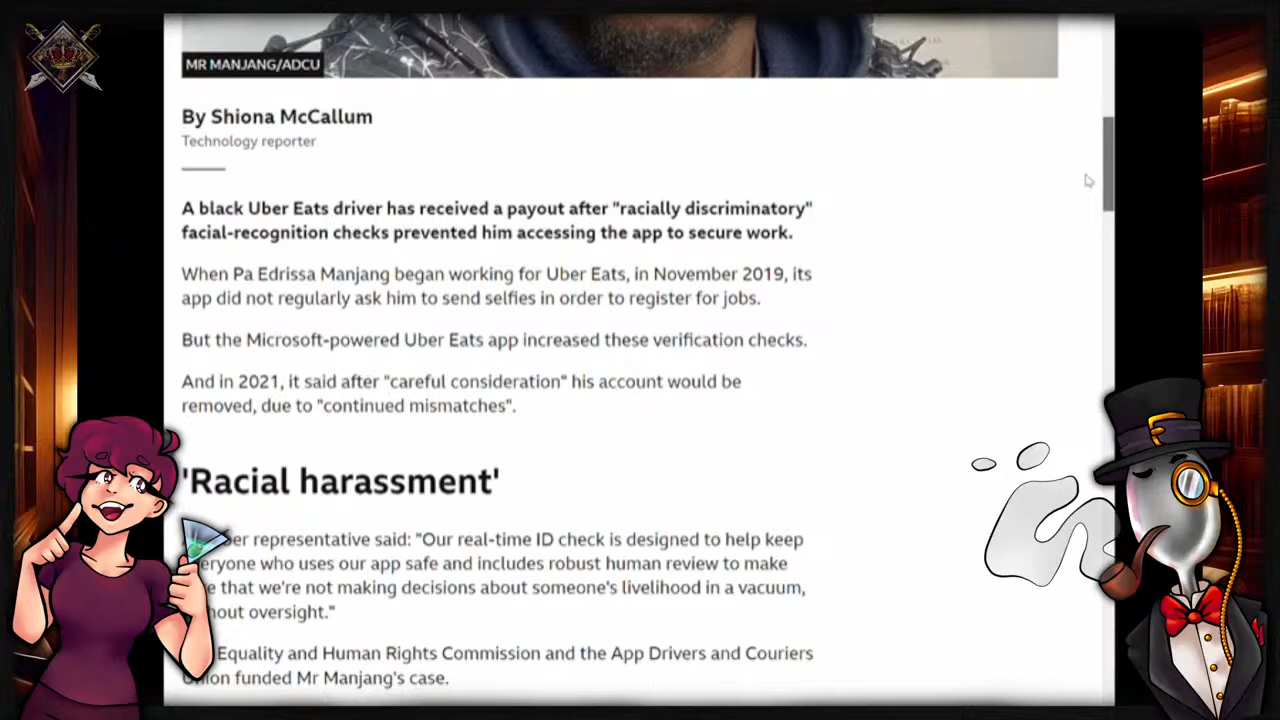 MR MANJANG/ADCU
By Shiona McCallum
Technology reporter
A black Uber Eats driver has received a payout after "racially discriminatory"
facial-recognition checks prevented him accessing the app to secure work.
When Pa Edrissa Manjang began working for Uber Eats, in November 2019, its
app did not regularly ask him to send selfies in order to register for jobs.
But the Microsoft-powered Uber Eats app increased these verification checks.
And in 2021, it said after "careful consideration" his account would be
removed, due to "continued mismatches".
'Racial harassment'
representative said: "Our real-time ID check is designed to help keep
who uses our app safe and includes robust human review to make
that we're not making decisions about someone's livelihood in a vacuum,
oversight."
Equality and Human Rights Commission and the App Drivers and Couriers
Union funded Mr Manjang's case.